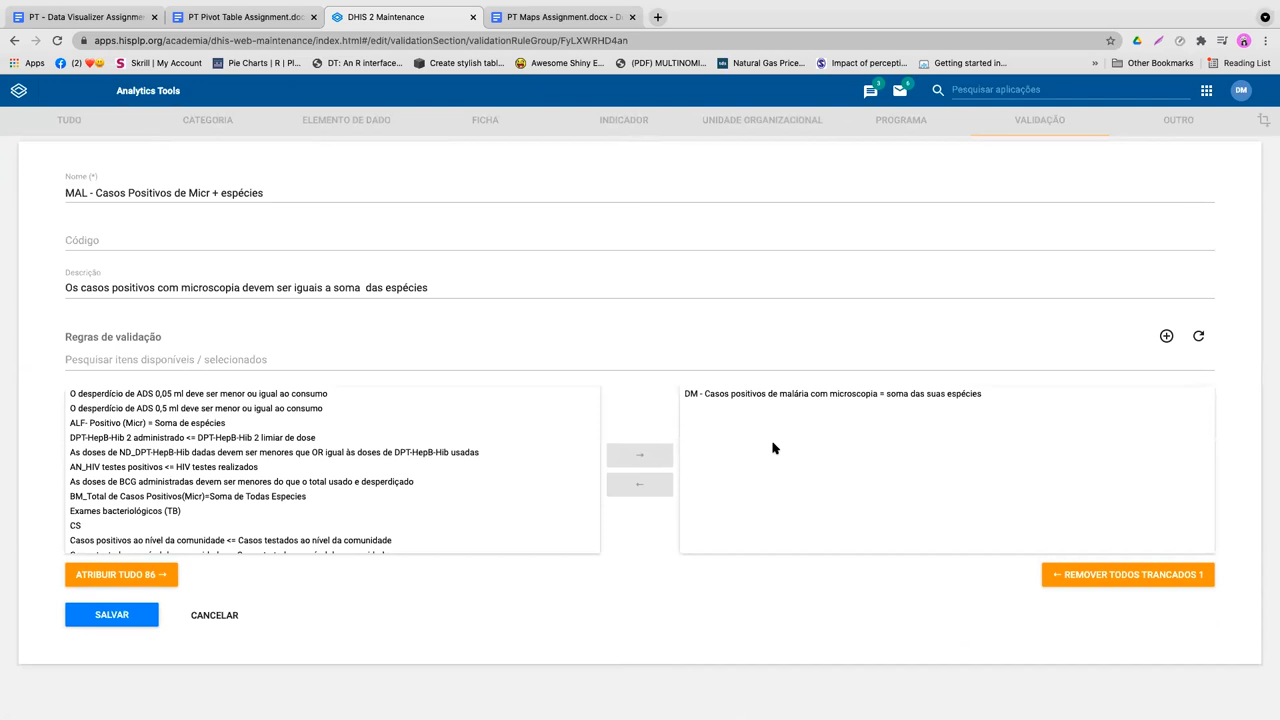 PT - Data Visualizer Assignme
PT Pivot Table Assignment.doc
DHIS 2 Maintenance
PT Maps Assignment.docx - D
apps.hisplp.org/academia/dhis-web-maintenance/index.html#/edit/validationSection/validationRuleGroup/FyLXWRHD4an
Apps
(2)
Skrill | My Account
Pie Charts | R | Pl...
DT: An R interface...
Create stylish tabl...
Awesome Shiny E...
(PDF) MULTINOMI...
Natural Gas Price...
Impact of percepti...
Getting started in...
»
Other Bookmarks
Reading List
Analytics Tools
3
6
Pesquisar aplicações
DM
TUDO
CATEGORIA
ELEMENTO DE DADO
FICHA
INDICADOR
UNIDADE ORGANIZACIONAL
PROGRAMA
VALIDAÇÃO
OUTRO
Nome (*)
MAL - Casos Positivos de Micr + espécies
Código
Descrição
Os casos positivos com microscopia devem ser iguais a soma  das espécies
Regras de validação
Pesquisar itens disponíveis / selecionados
O desperdício de ADS 0,05 ml deve ser menor ou igual ao consumo
O desperdício de ADS 0,5 ml deve ser menor ou igual ao consumo
ALF- Positivo (Micr) = Soma de espécies
DPT-HepB-Hib 2 administrado <= DPT-HepB-Hib 2 limiar de dose
As doses de ND_DPT-HepB-Hib dadas devem ser menores que OR igual às doses de DPT-HepB-Hib usadas
AN_HIV testes positivos <= HIV testes realizados
As doses de BCG administradas devem ser menores do que o total usado e desperdiçado
BM_Total de Casos Positivos(Micr)=Soma de Todas Especies
Exames bacteriológicos (TB)
CS
Casos positivos ao nível da comunidade <= Casos testados ao nível da comunidade
DM - Casos positivos de malária com microscopia = soma das suas espécies
→
←
ATRIBUIR TUDO 86 →
← REMOVER TODOS TRANCADOS 1
SALVAR
CANCELAR